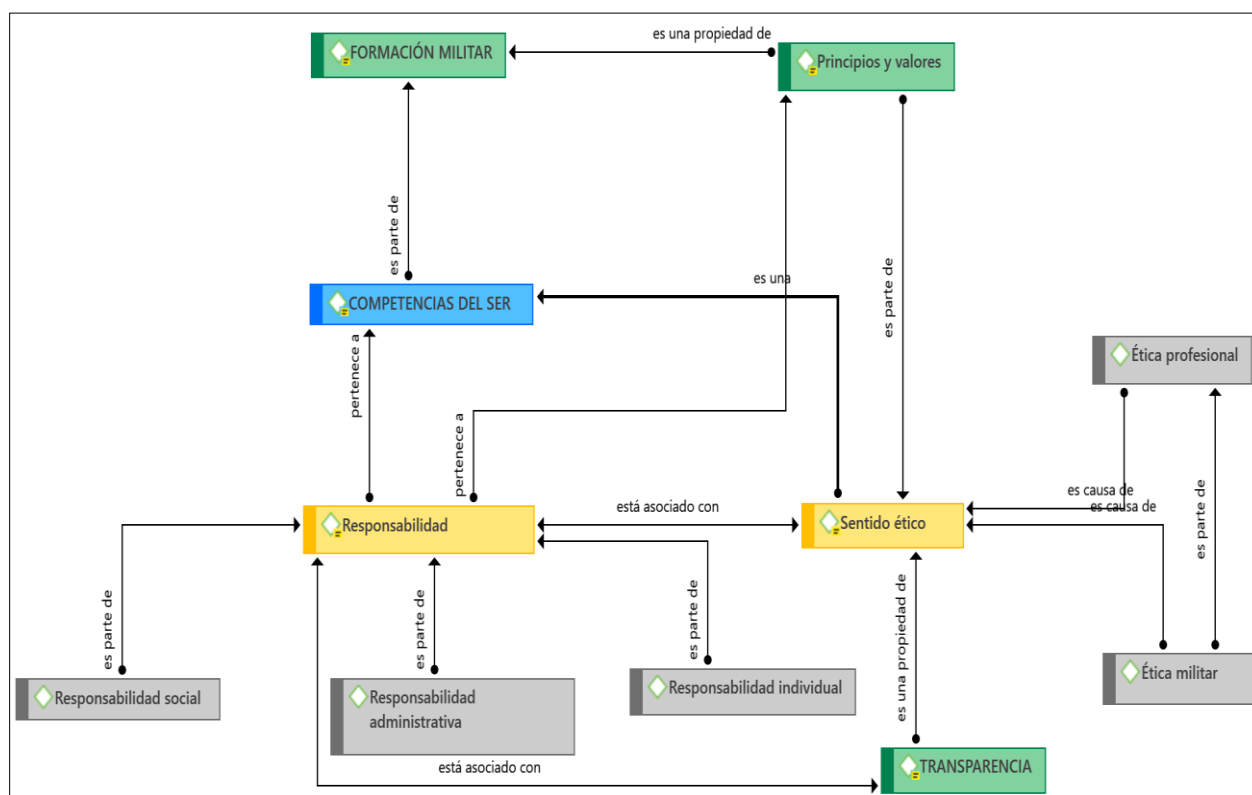 es una propiedad de
FORMACIÓN MILITAR
Principios y valores
es parte de
es parte de
es una
COMPETENCIAS DEL SER
pertenece a
pertenece a
Ética profesional
es causa de
es causa de
es parte de
está asociado con
Responsabilidad
Sentido ético
es parte de
es parte de
es parte de
es una propiedad de
Responsabilidad social
Responsabilidad
administrativa
Responsabilidad individual
Ética militar
está asociado con
TRANSPARENCIA